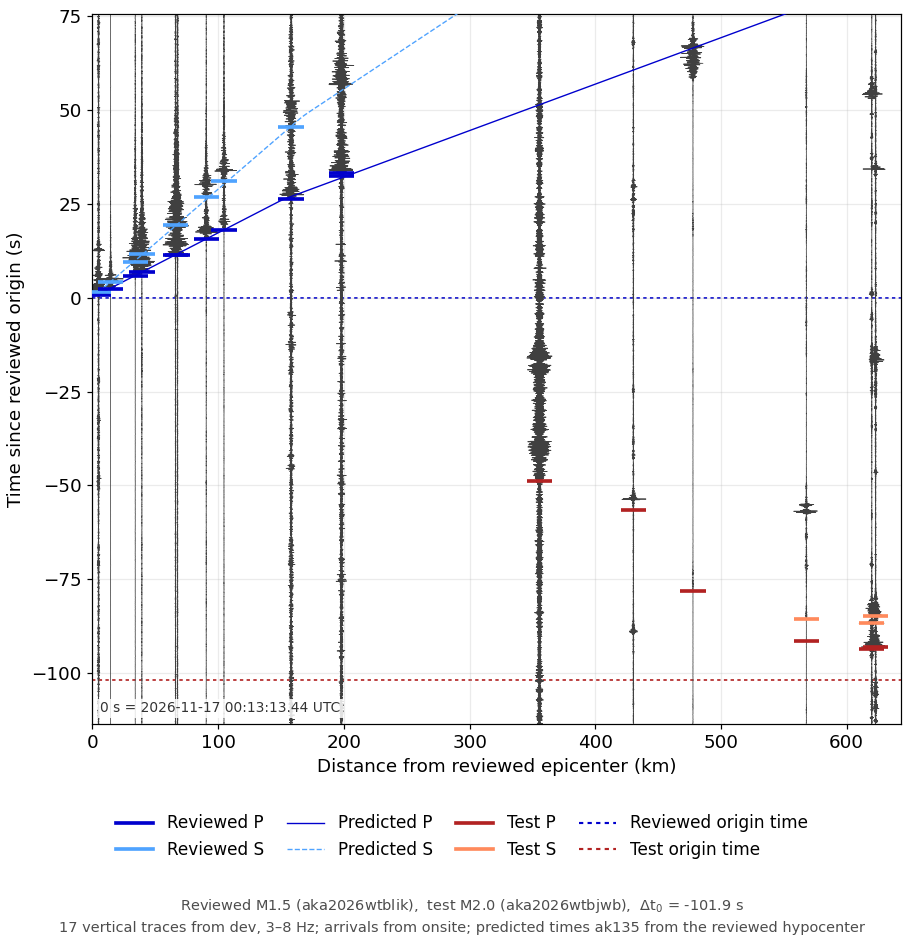 75
50
25
0
−25
−50
−75
−100
Time since reviewed origin (s)
0 s = 2026-11-17 00:13:13.44 UTC
0 100 200 300 400 500 600
Distance from reviewed epicenter (km)
Reviewed P Predicted P Test P Reviewed origin time
Reviewed S Predicted S Test S Test origin time
Reviewed M1.5 (aka2026wtblik), test M2.0 (aka2026wtbjwb), Δt₀ = -101.9 s
17 vertical traces from dev, 3–8 Hz; arrivals from onsite; predicted times ak135 from the reviewed hypocenter